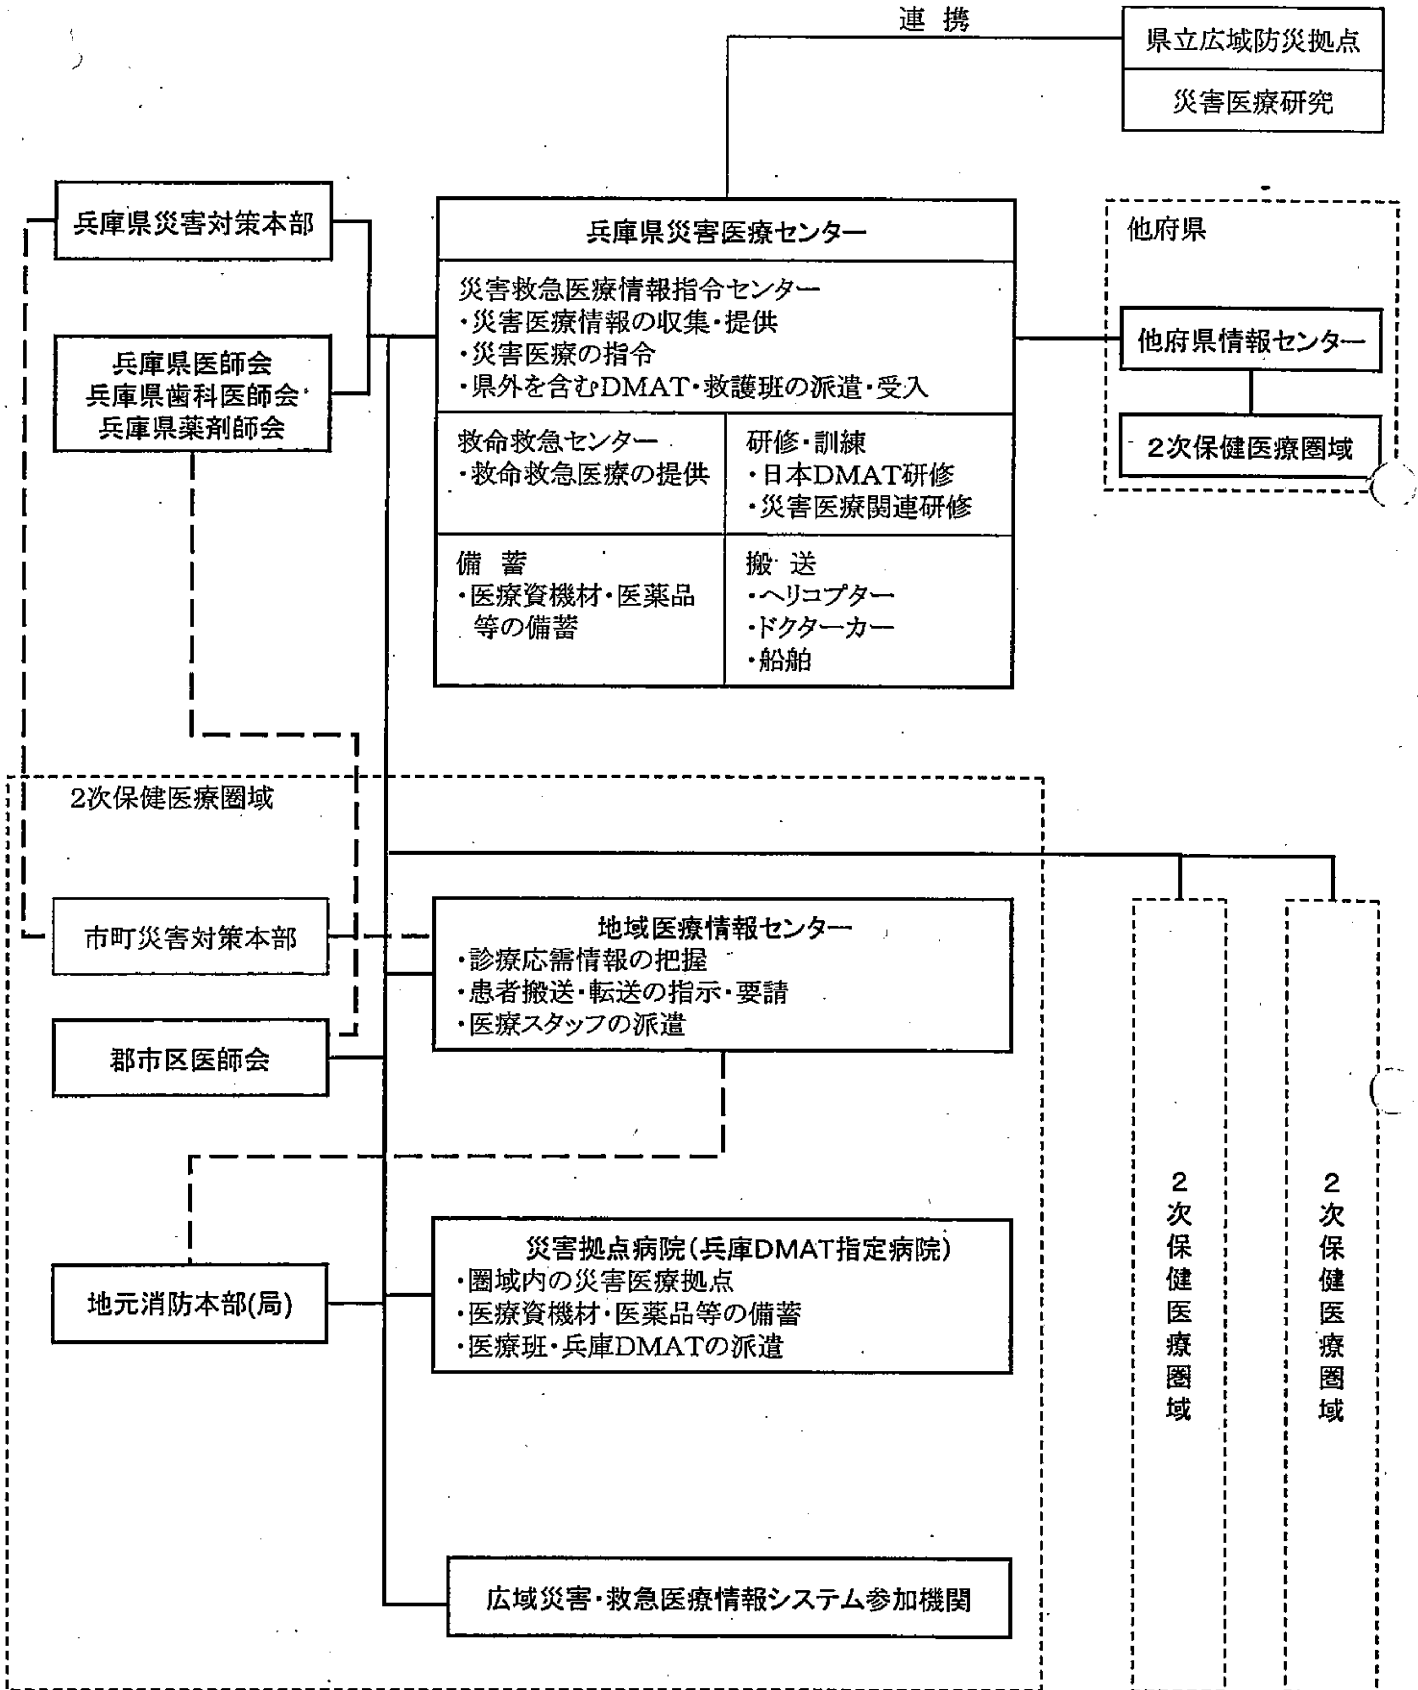 連 携
県立広域防災拠点
災害医療研究
兵庫県災害対策本部
兵庫県医師会
兵庫県歯科医師会
兵庫県薬剤師会
兵庫県災害医療センター
災害救急医療情報指令センター
・災害医療情報の収集・提供
・災害医療の指令
・県外を含むDMAT・救護班の派遣・受入
救命救急センター
・救命救急医療の提供
研修・訓練
・日本DMAT研修
・災害医療関連研修
備 蓄
・医療資機材・医薬品
等の備蓄
搬 送
・ヘリコプター
・ドクターカー
・船舶
他府県
他府県情報センター
2次保健医療圏域
2次保健医療圏域
市町災害対策本部
郡市区医師会
地元消防本部(局)
地域医療情報センター
・診療応需情報の把握
・患者搬送・転送の指示・要請
・医療スタッフの派遣
災害拠点病院(兵庫DMAT指定病院)
・圏域内の災害医療拠点
・医療資機材・医薬品等の備蓄
・医療班・兵庫DMATの派遣
広域災害・救急医療情報システム参加機関
2次保健医療圏域
2次保健医療圏域